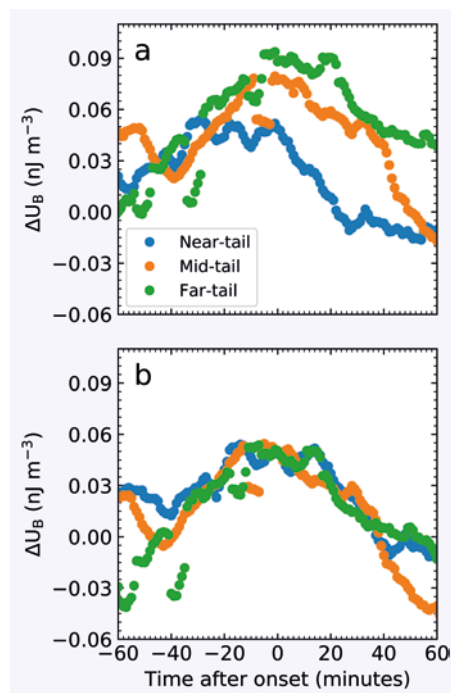 a
0.09
0.06
0.03
0.00
−0.03
−0.06
ΔU_B (nJ m⁻³)
Near-tail
Mid-tail
Far-tail
b
0.09
0.06
0.03
0.00
−0.03
−0.06
ΔU_B (nJ m⁻³)
−60 −40 −20 0 20 40 60
Time after onset (minutes)